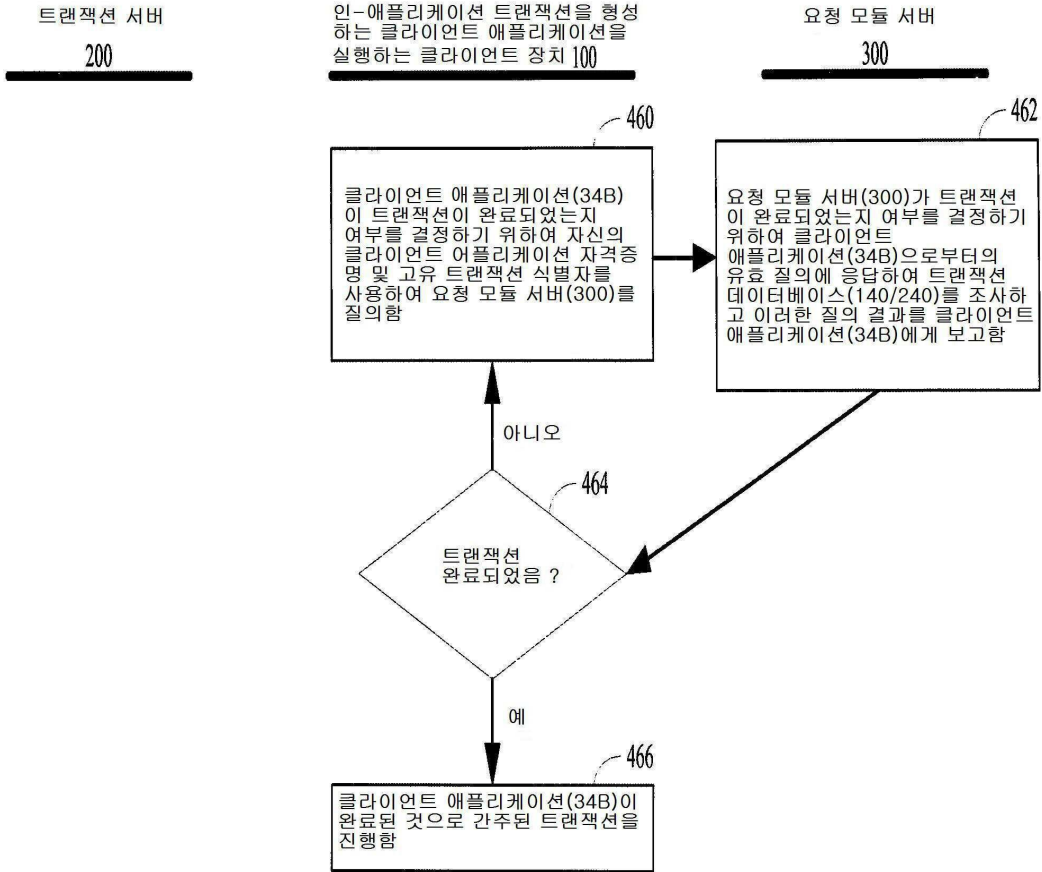 트랜잭션 서버
200
인-애플리케이션 트랜잭션을 형성
하는 클라이언트 애플리케이션을
실행하는 클라이언트 장치 100
요청 모듈 서버
300
460
클라이언트 애플리케이션(34B)
이 트랜잭션이 완료되었는지
여부를 결정하기 위하여 자신의
클라이언트 어플리케이션 자격증
명 및 고유 트랜잭션 식별자를
사용하여 요청 모듈 서버(300)를
질의함
462
요청 모듈 서버(300)가 트랜잭션
이 완료되었는지 여부를 결정하기
위하여 클라이언트
애플리케이션(34B)으로부터의
유효 질의에 응답하여 트랜잭션
데이터베이스(140/240)를 조사하
고 이러한 질의 결과를 클라이언트
애플리케이션(34B)에게 보고함
아니오
464
트랜잭션
완료되었음 ?
예
466
클라이언트 애플리케이션(34B)이
완료된 것으로 간주된 트랜잭션을
진행함